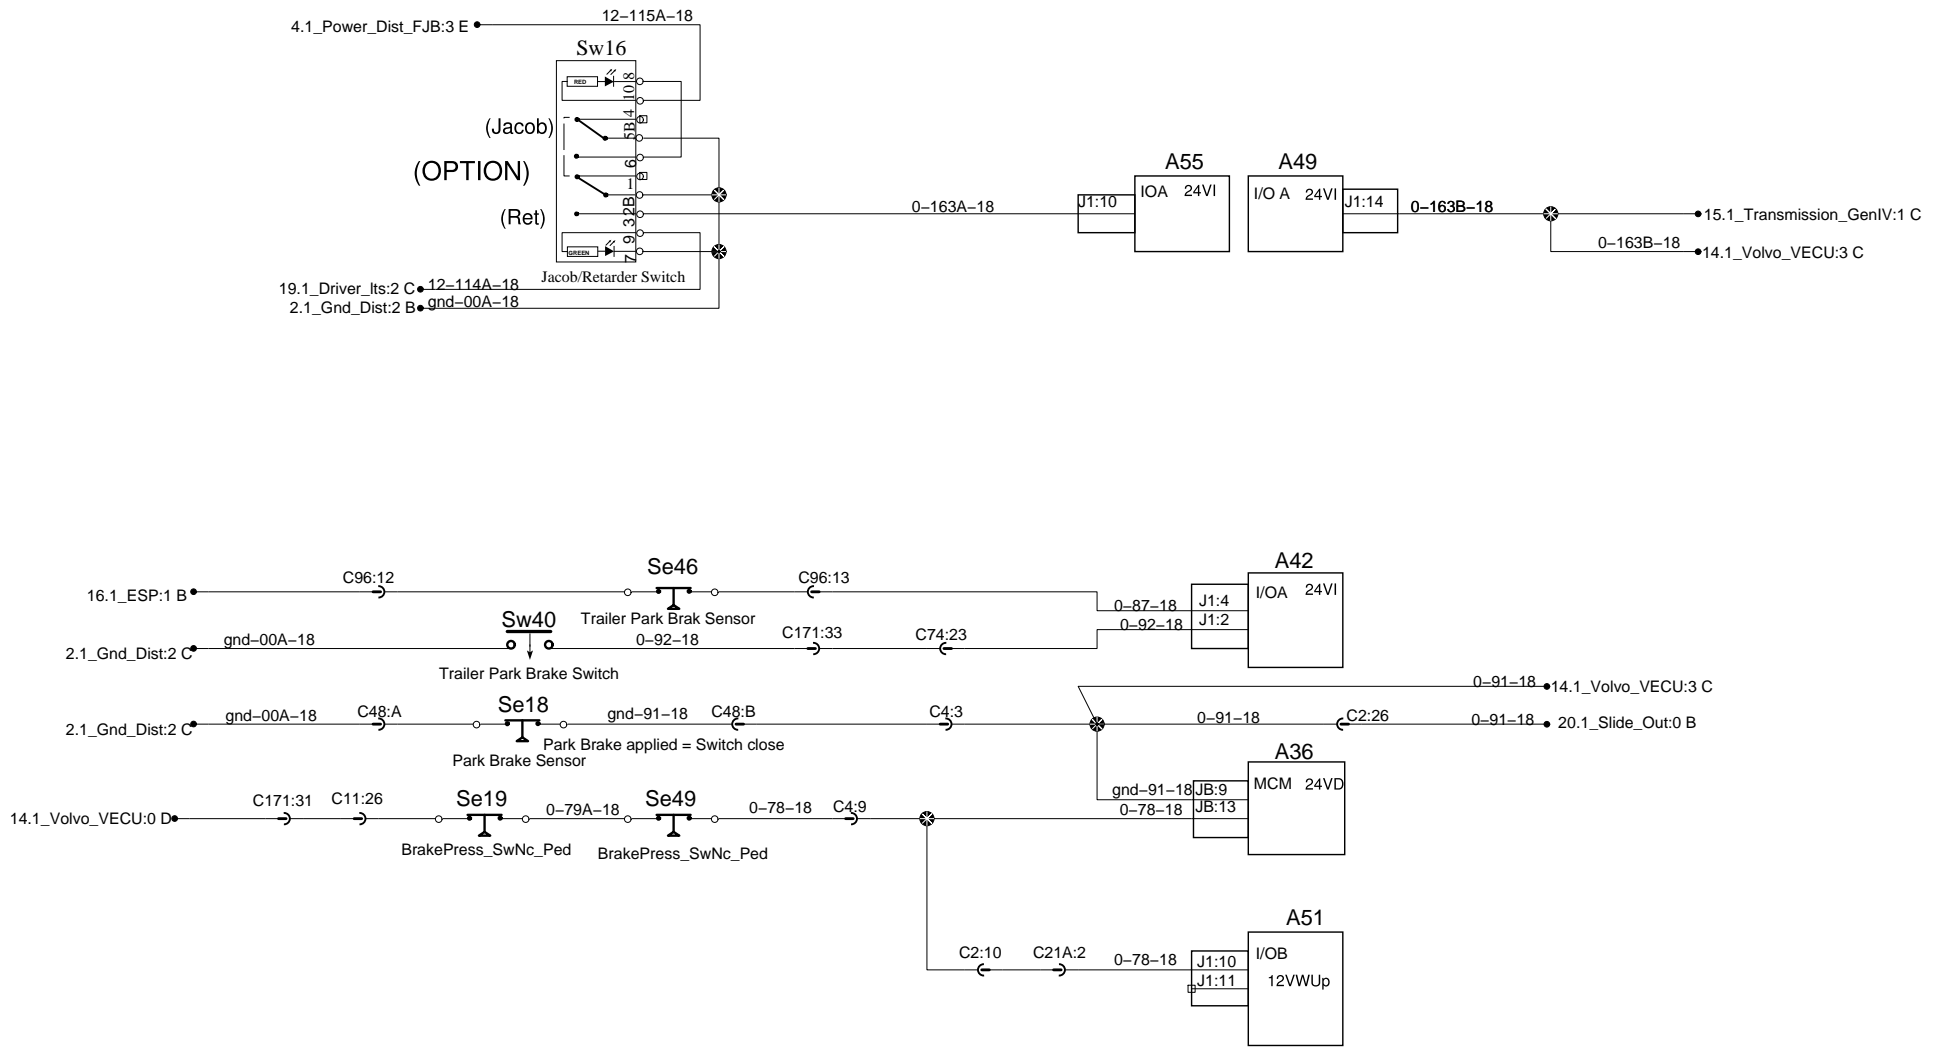 12-115A-18
4.1_Power_Dist_FJB:3 E
Sw16
RED
8
10
4
(Jacob)
5B
6
(OPTION)
1
2B
(Ret)
3
9
GREEN
7
Jacob/Retarder Switch
19.1_Driver_lts:2 C
12-114A-18
2.1_Gnd_Dist:2 B
gnd-00A-18
0-163A-18
A55
J1:10
IOA
24VI
A49
I/O A
24VI
J1:14
0-163B-18
15.1_Transmission_GenIV:1 C
0-163B-18
14.1_Volvo_VECU:3 C
16.1_ESP:1 B
C96:12
Se46
Trailer Park Brak Sensor
C96:13
0-87-18
A42
J1:4
I/OA
24VI
2.1_Gnd_Dist:2 C
gnd-00A-18
Sw40
Trailer Park Brake Switch
0-92-18
C171:33
C74:23
0-92-18
J1:2
0-91-18
14.1_Volvo_VECU:3 C
2.1_Gnd_Dist:2 C
gnd-00A-18
C48:A
Se18
Park Brake Sensor
gnd-91-18
Park Brake applied = Switch close
C48:B
C4:3
0-91-18
C2:26
0-91-18
20.1_Slide_Out:0 B
A36
gnd-91-18
JB:9
MCM
24VD
14.1_Volvo_VECU:0 D
C171:31
C11:26
Se19
BrakePress_SwNc_Ped
0-79A-18
Se49
BrakePress_SwNc_Ped
0-78-18
C4:9
0-78-18
JB:13
A51
C2:10
C21A:2
0-78-18
J1:10
I/OB
J1:11
12VWUp